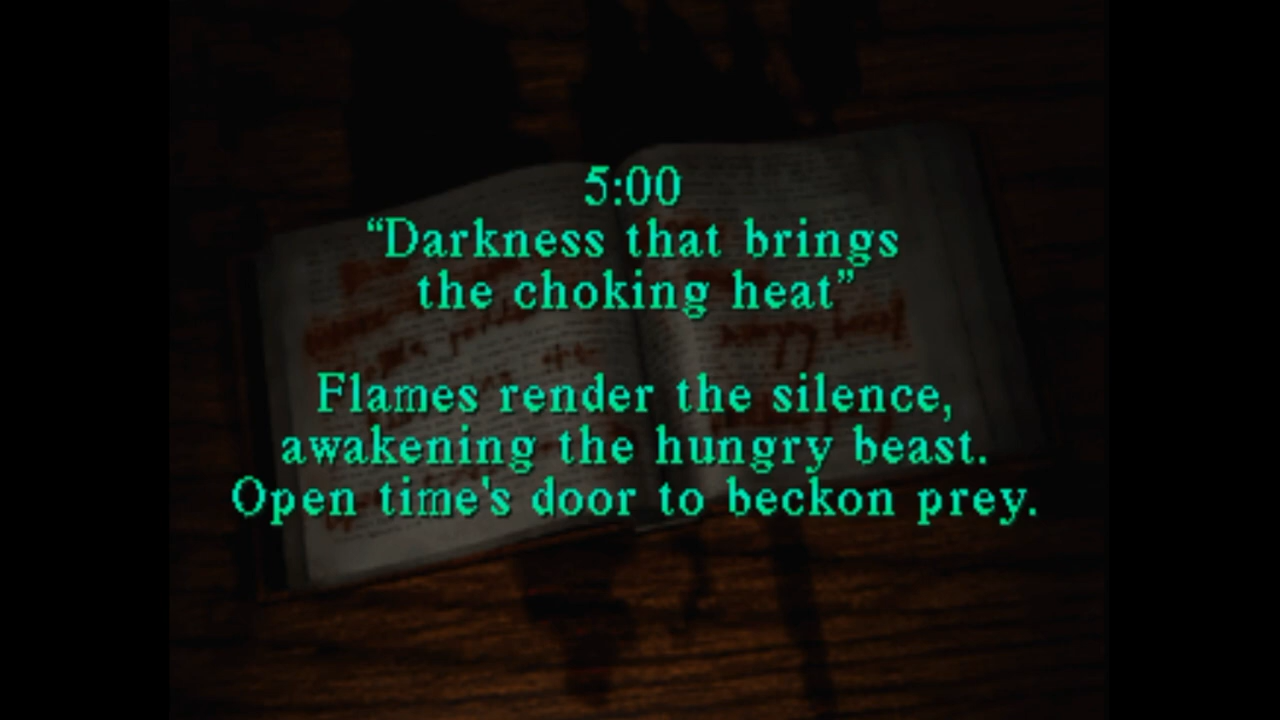 5:00
“Darkness that brings
the choking heat”
Flames render the silence,
awakening the hungry beast.
Open time's door to beckon prey.